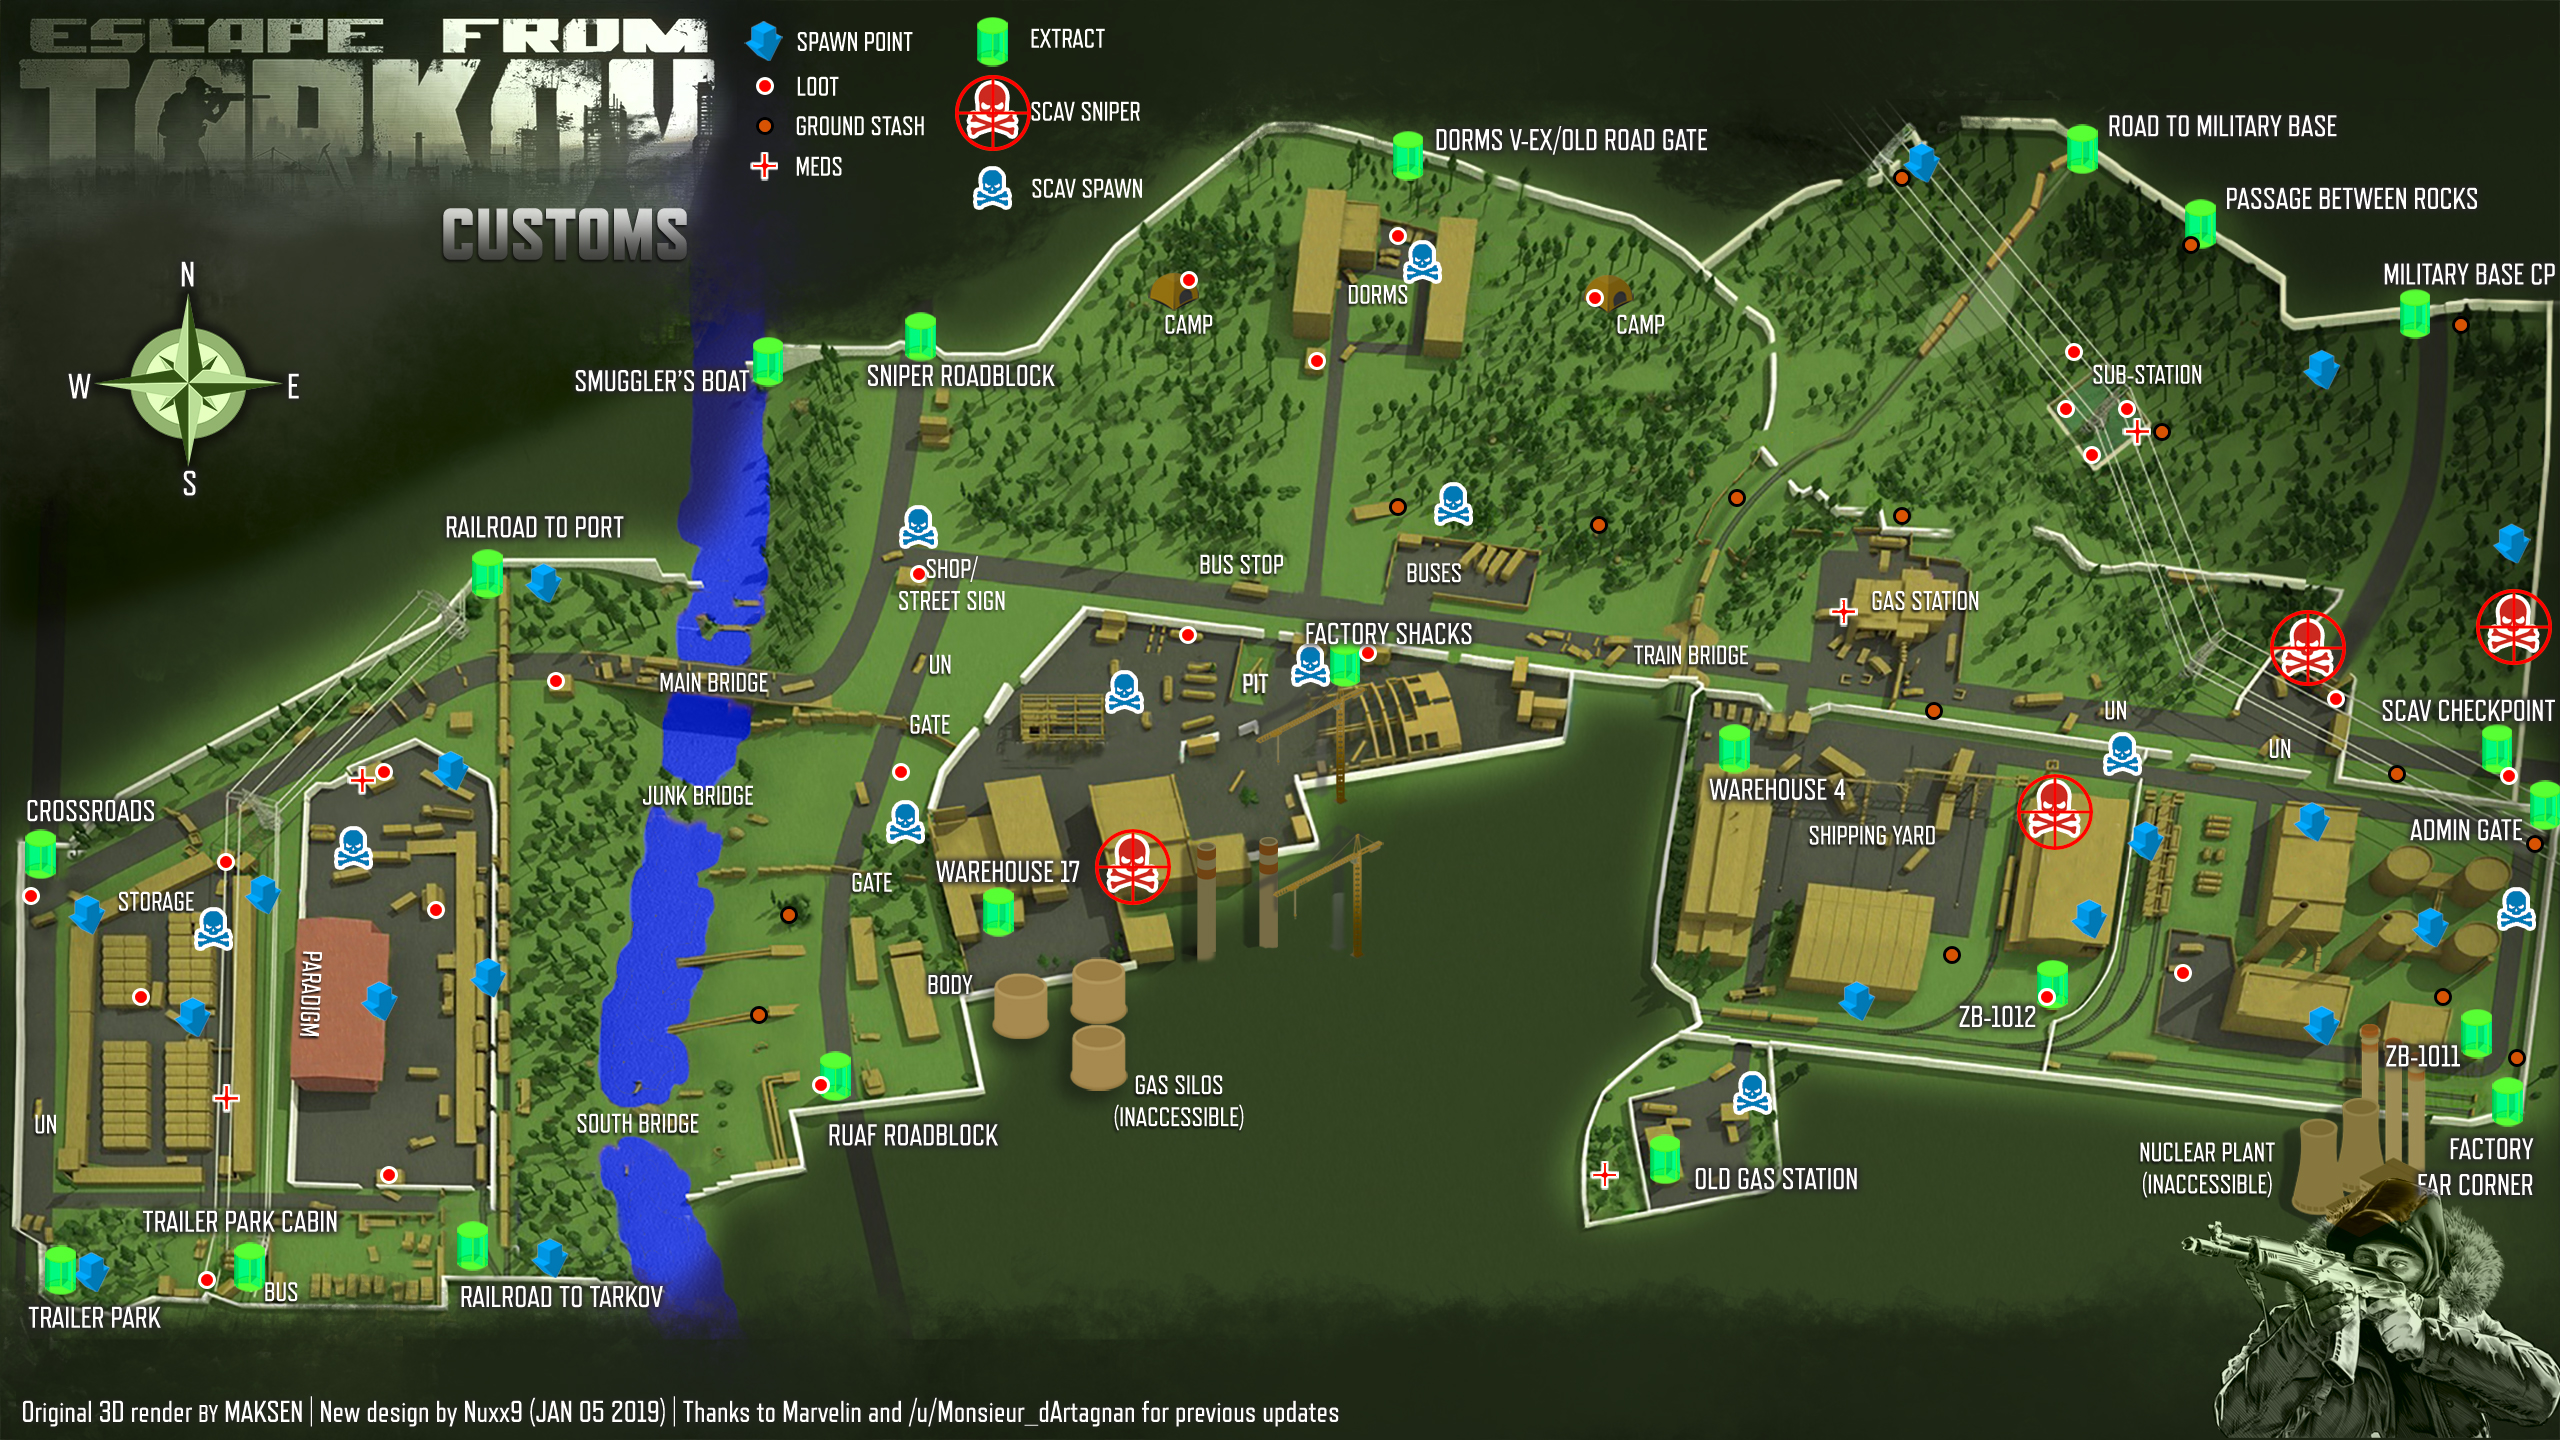 ESCAPE FROM
TARKOV
CUSTOMS
SPAWN POINT
LOOT
GROUND STASH
MEDS
EXTRACT
SCAV SNIPER
SCAV SPAWN
N
W
E
S
DORMS V-EX/OLD ROAD GATE
ROAD TO MILITARY BASE
PASSAGE BETWEEN ROCKS
MILITARY BASE CP
DORMS
CAMP
CAMP
SMUGGLER'S BOAT
SNIPER ROADBLOCK
SUB-STATION
RAILROAD TO PORT
SHOP/
STREET SIGN
BUS STOP
BUSES
GAS STATION
FACTORY SHACKS
TRAIN BRIDGE
UN
MAIN BRIDGE
PIT
GATE
UN
UN
SCAV CHECKPOINT
JUNK BRIDGE
WAREHOUSE 4
SHIPPING YARD
ADMIN GATE
CROSSROADS
STORAGE
PARADIGM
GATE
WAREHOUSE 17
BODY
ZB-1012
ZB-1011
GAS SILOS
(INACCESSIBLE)
UN
SOUTH BRIDGE
RUAF ROADBLOCK
OLD GAS STATION
NUCLEAR PLANT
(INACCESSIBLE)
FACTORY
FAR CORNER
TRAILER PARK CABIN
BUS
TRAILER PARK
RAILROAD TO TARKOV
Original 3D render BY MAKSEN | New design by Nuxx9 (JAN 05 2019) | Thanks to Marvelin and /u/Monsieur_dArtagnan for previous updates